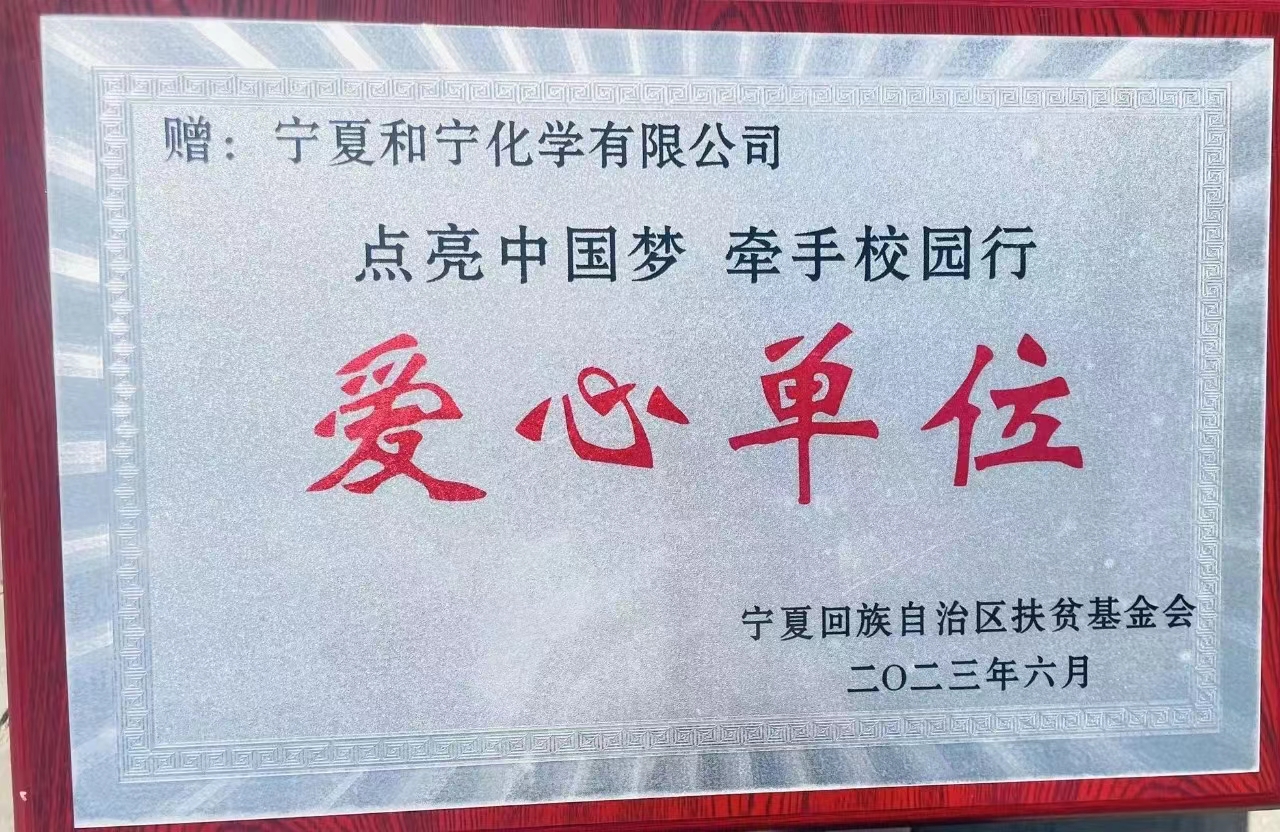 赠：宁夏和宁化学有限公司
点亮中国梦 牵手校园行
爱心单位
宁夏回族自治区扶贫基金会
二〇二三年六月